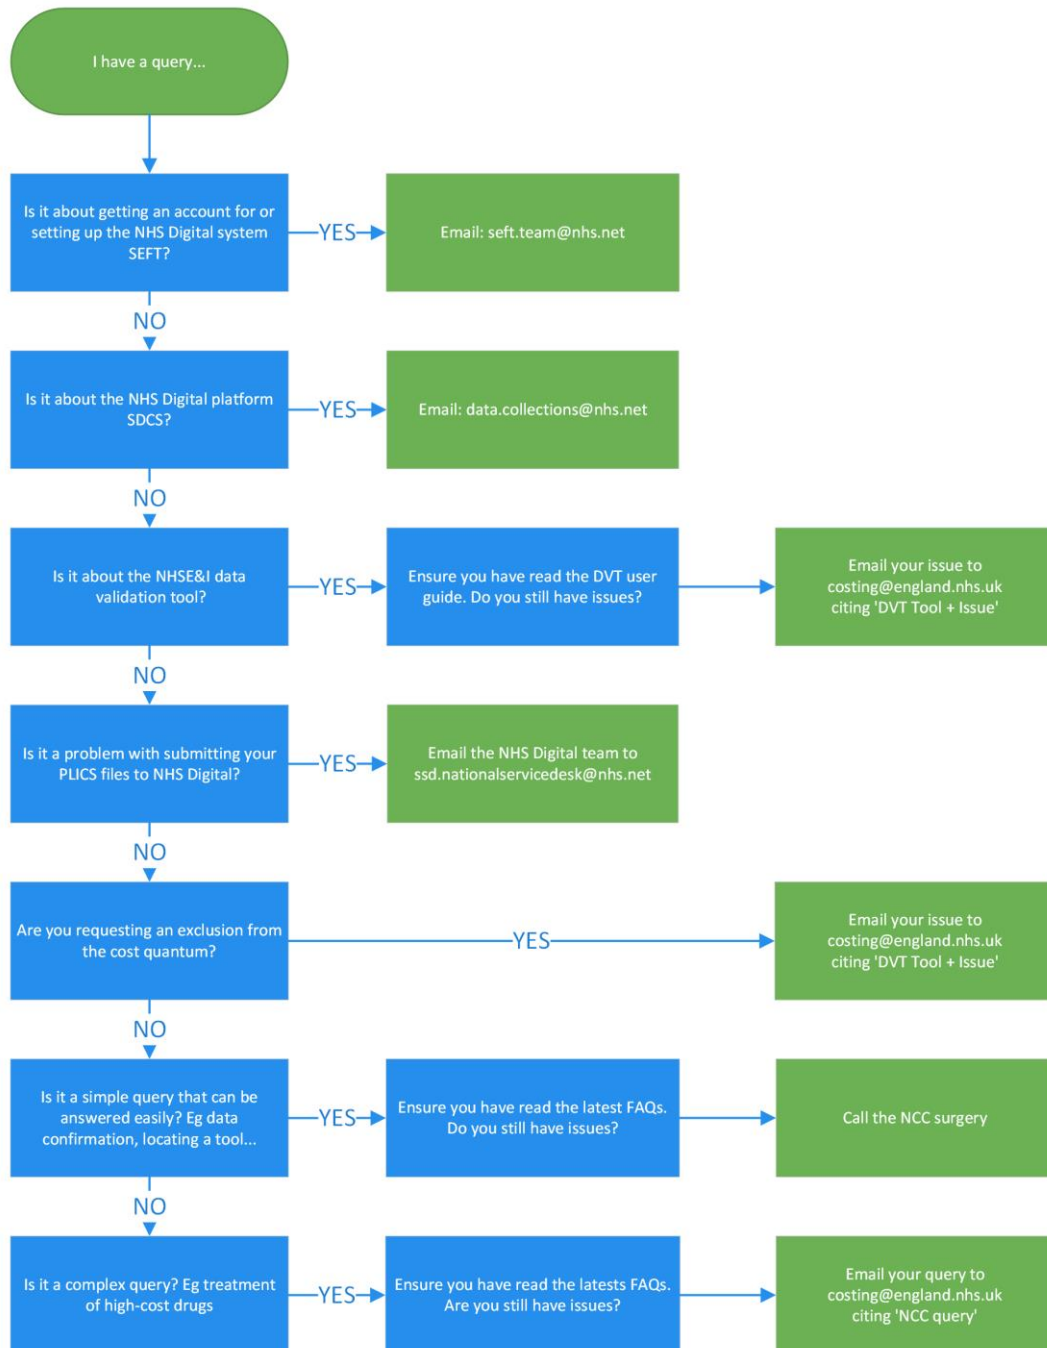 I have a query...
Is it about getting an account for or
setting up the NHS Digital system
SEFT?
YES
Email: seft.team@nhs.net
NO
Is it about the NHS Digital platform
SDCS?
YES
Email: data.collections@nhs.net
NO
Is it about the NHSE&I data
validation tool?
YES
Ensure you have read the DVT user
guide. Do you still have issues?
Email your issue to
costing@england.nhs.uk
citing 'DVT Tool + Issue'
NO
Is it a problem with submitting your
PLICS files to NHS Digital?
YES
Email the NHS Digital team to
ssd.nationalservicedesk@nhs.net
NO
Are you requesting an exclusion from
the cost quantum?
YES
Email your issue to
costing@england.nhs.uk
citing 'DVT Tool + Issue'
NO
Is it a simple query that can be
answered easily? Eg data
confirmation, locating a tool...
YES
Ensure you have read the latest FAQs.
Do you still have issues?
Call the NCC surgery
NO
Is it a complex query? Eg treatment
of high-cost drugs
YES
Ensure you have read the latests FAQs.
Are you still have issues?
Email your query to
costing@england.nhs.uk
citing 'NCC query'